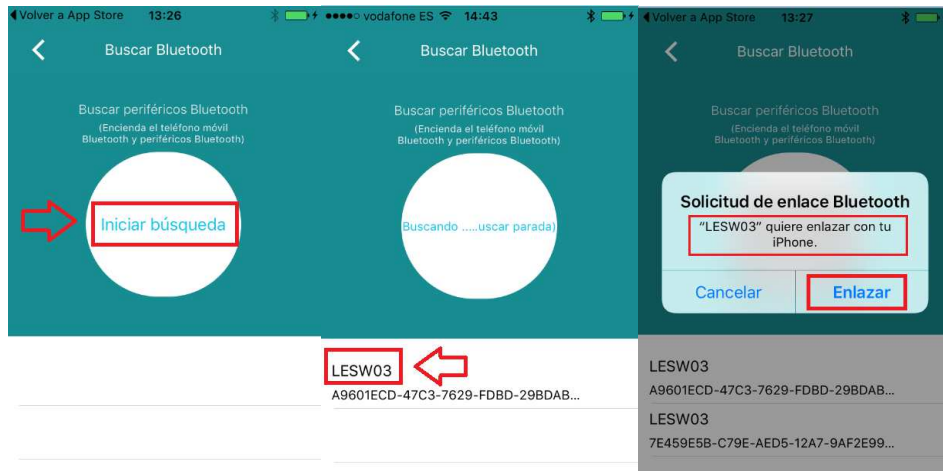 Volver a App Store 13:26
Buscar Bluetooth
Buscar periféricos Bluetooth
(Encienda el teléfono móvil
Bluetooth y periféricos Bluetooth)
Iniciar búsqueda
vodafone ES 14:43
Buscar Bluetooth
Buscar periféricos Bluetooth
(Encienda el teléfono móvil
Bluetooth y periféricos Bluetooth)
Buscando .....uscar parada)
LESW03
A9601ECD-47C3-7629-FDBD-29BDAB...
Volver a App Store 13:27
Buscar Bluetooth
Buscar periféricos Bluetooth
(Encienda el teléfono móvil
Bluetooth y periféricos Bluetooth)
Solicitud de enlace Bluetooth
“LESW03” quiere enlazar con tu
iPhone.
Cancelar Enlazar
LESW03
A9601ECD-47C3-7629-FDBD-29BDAB...
LESW03
7E459E5B-C79E-AED5-12A7-9AF2E99...